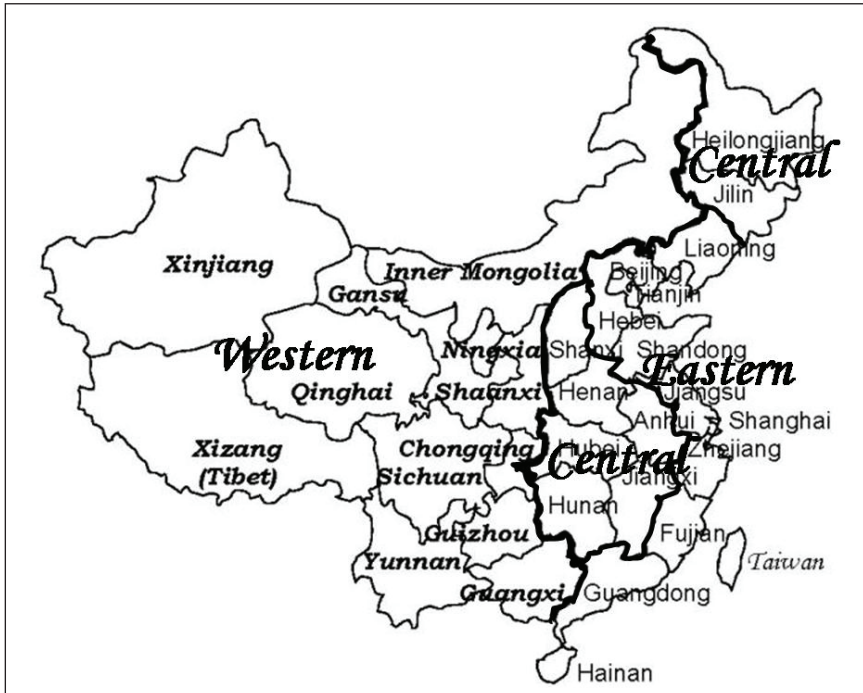 Heilongjiang
Central
Jilin
Liaoning
Xinjiang
Inner Mongolia
Beijing
Gansu
Tianjin
Hebei
Western
Ningxia
Shanxi
Shandong
Eastern
Qinghai
Shaanxi
Henan
Jiangsu
Anhui
Shanghai
Xizang
(Tibet)
Chongqing
Hubei
Central
Zhejiang
Sichuan
Jiangxi
Hunan
Guizhou
Fujian
Yunnan
Taiwan
Guangxi
Guangdong
Hainan